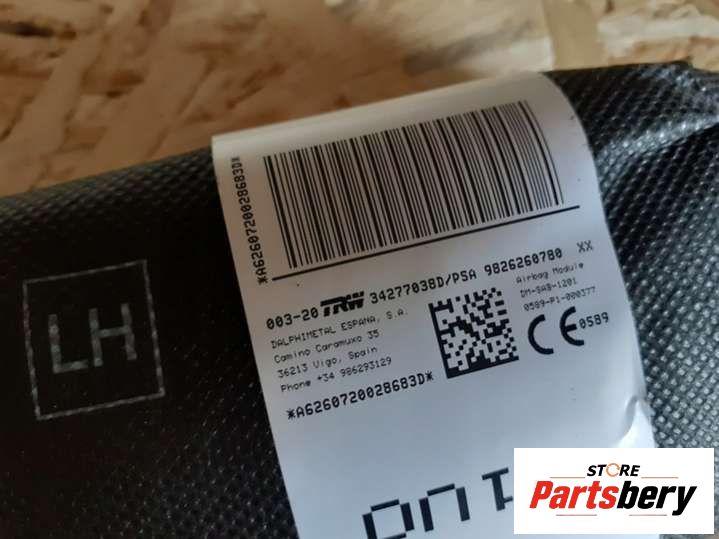 *A6260720028683D*
003-20 TRW 34277038D/PSA 9826260780 XX
DALPHIMETAL ESPANA, S.A.
Camino Caramuxo 35
36213 Vigo, Spain
Phone +34 986293129
Airbag Module
DM-SAB-1201
0589-P1-000377
CE 0589
*A6260720028683D*
LH
STORE
Partsbery